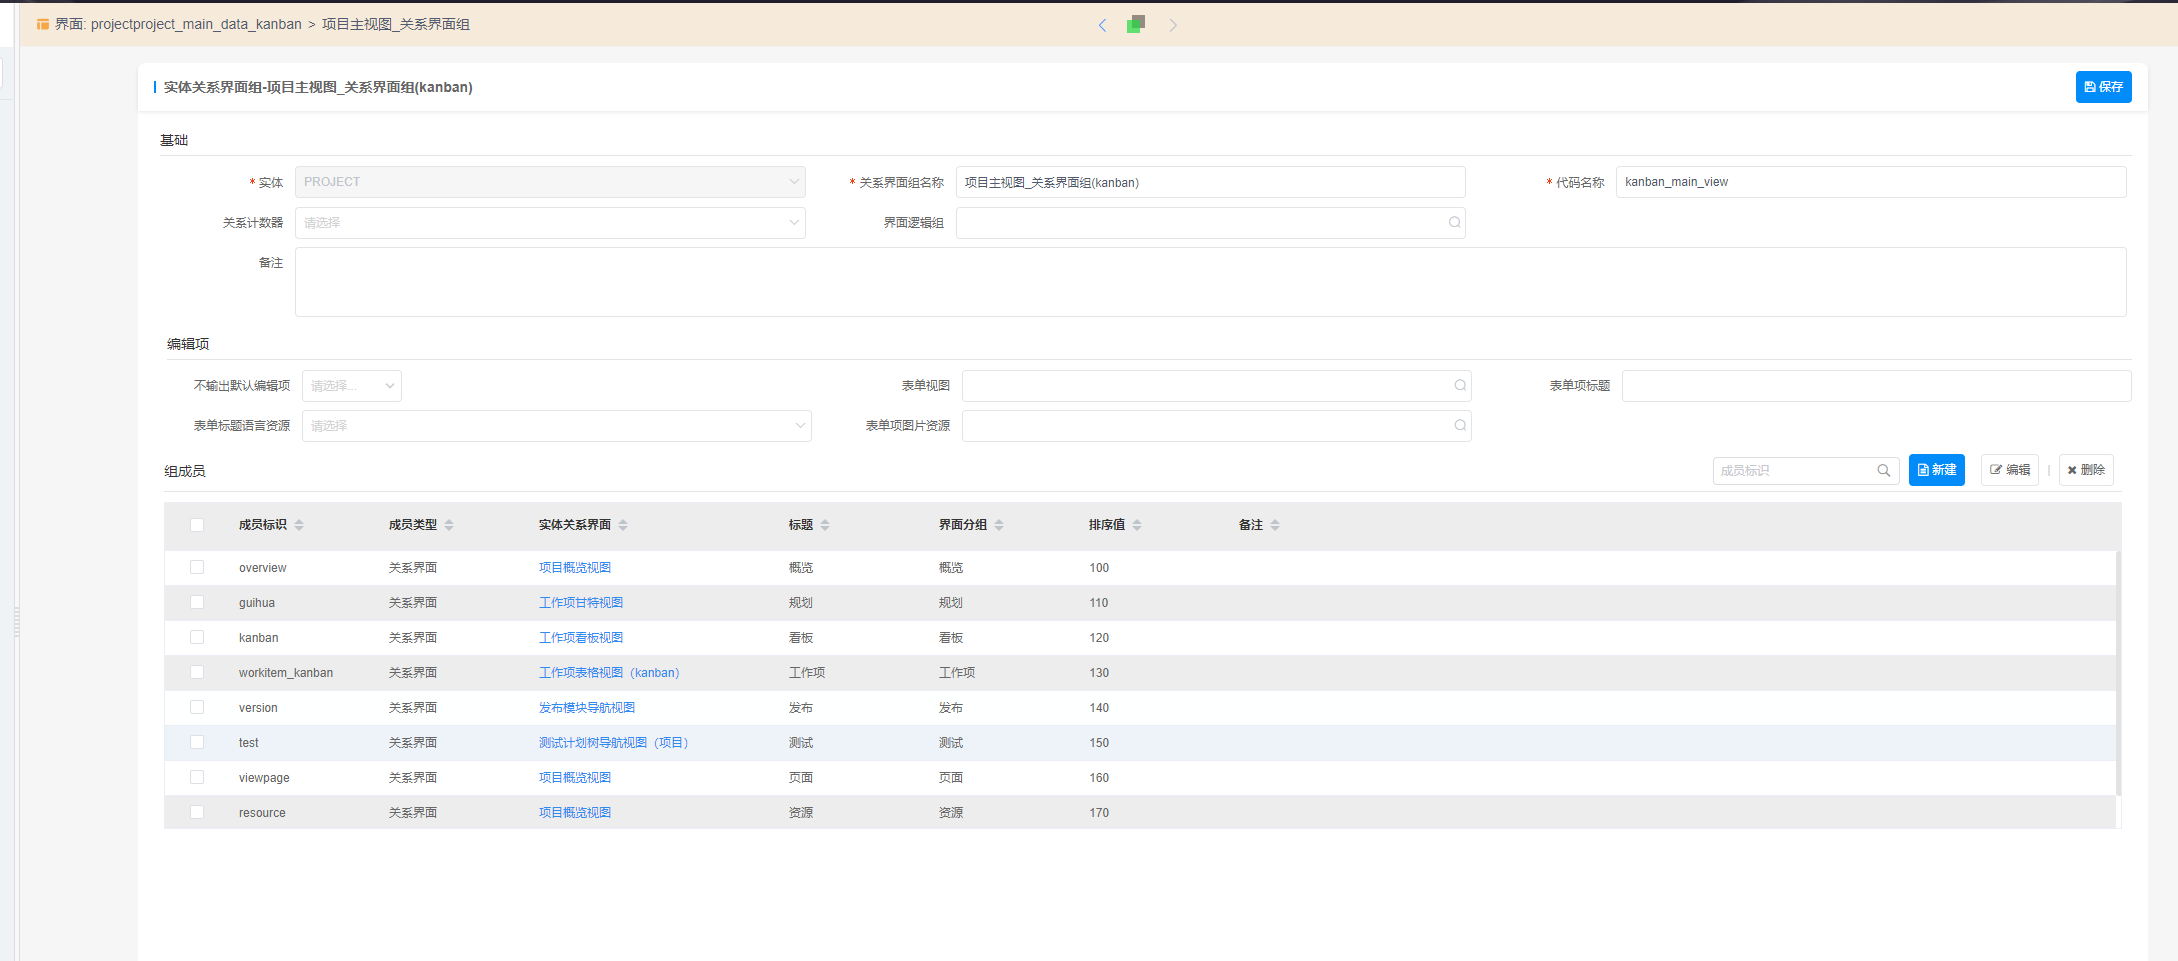 界面: projectproject_main_data_kanban > 项目主视图_关系界面组
实体关系界面组-项目主视图_关系界面组(kanban)
保存
基础
* 实体 PROJECT * 关系界面组名称 项目主视图_关系界面组(kanban) * 代码名称 kanban_main_view
关系计数器 请选择 界面逻辑组
备注
编辑项
不输出默认编辑项 请选择... 表单视图 表单项标题
表单标题语言资源 请选择 表单项图片资源
组成员 成员标识 新建 编辑 | 删除
成员标识 成员类型 实体关系界面 标题 界面分组 排序值 备注
overview 关系界面 项目概览视图 概览 概览 100
guihua 关系界面 工作项甘特视图 规划 规划 110
kanban 关系界面 工作项看板视图 看板 看板 120
workitem_kanban 关系界面 工作项表格视图（kanban） 工作项 工作项 130
version 关系界面 发布模块导航视图 发布 发布 140
test 关系界面 测试计划树导航视图（项目） 测试 测试 150
viewpage 关系界面 项目概览视图 页面 页面 160
resource 关系界面 项目概览视图 资源 资源 170